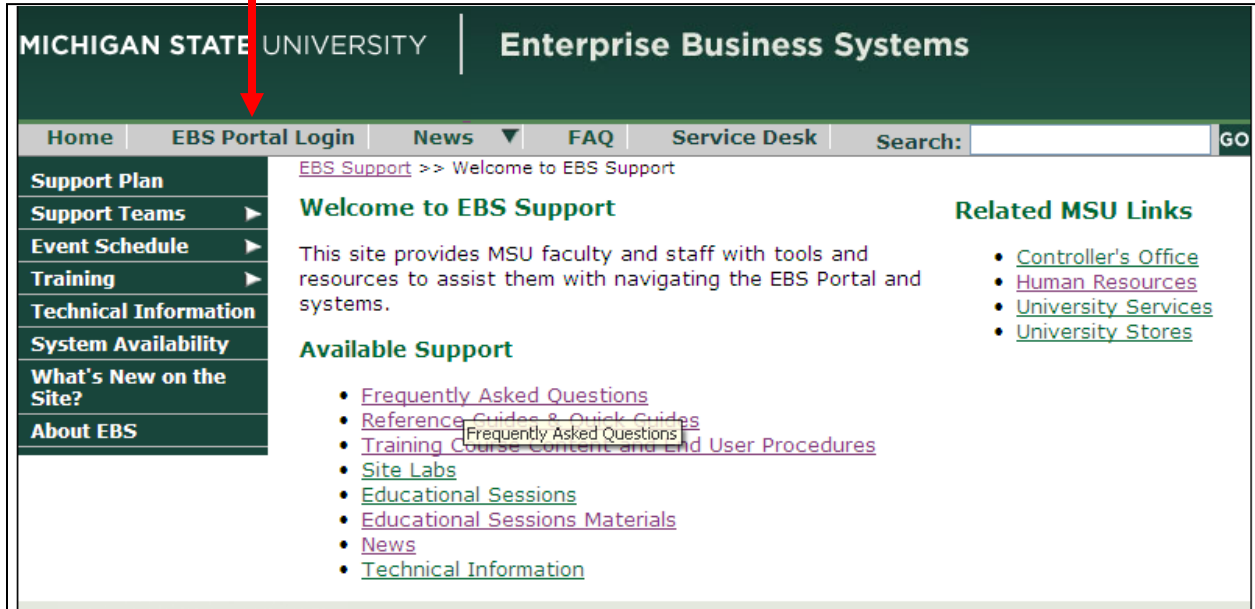 MICHIGAN STATE UNIVERSITY Enterprise Business Systems
Home EBS Portal Login News ▼ FAQ Service Desk Search: GO
Support Plan
Support Teams ►
Event Schedule ►
Training ►
Technical Information
System Availability
What's New on the
Site?
About EBS
EBS Support >> Welcome to EBS Support
Welcome to EBS Support
This site provides MSU faculty and staff with tools and
resources to assist them with navigating the EBS Portal and
systems.
Available Support
• Frequently Asked Questions
• Reference Guides & Quick Guides
Frequently Asked Questions
• Training Course Content and End User Procedures
• Site Labs
• Educational Sessions
• Educational Sessions Materials
• News
• Technical Information
Related MSU Links
• Controller's Office
• Human Resources
• University Services
• University Stores